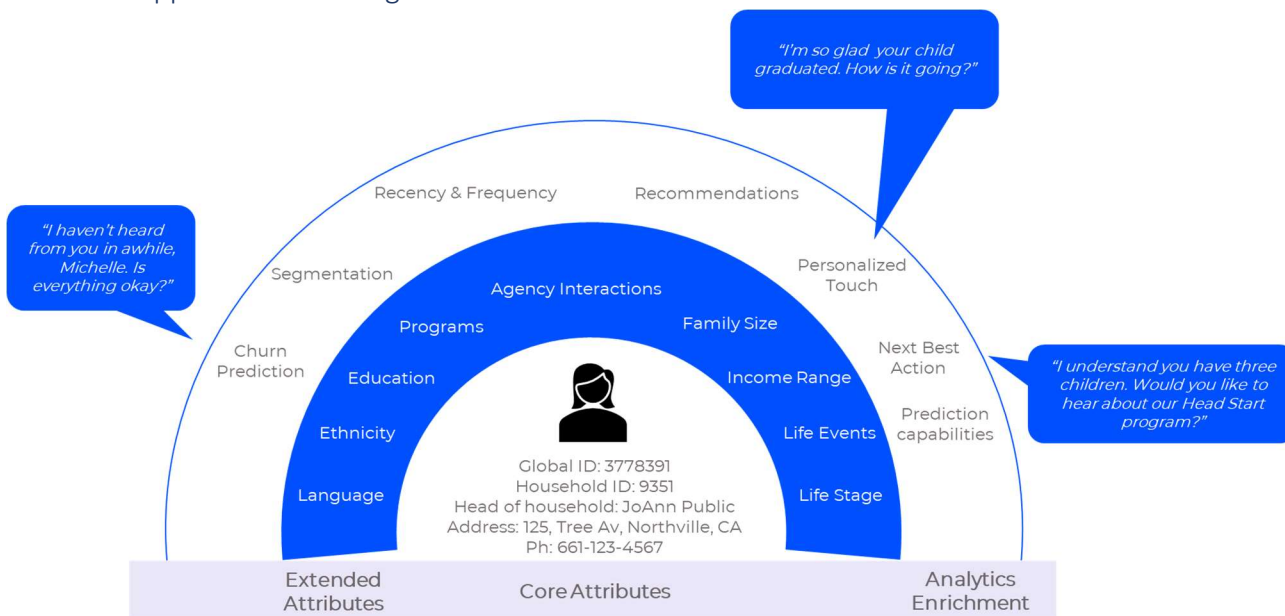 "I'm so glad your child
graduated. How is it going?"
Recency & Frequency
Recommendations
"I haven't heard
from you in awhile,
Michelle. Is
everything okay?"
Segmentation
Agency Interactions
Personalized
Touch
Programs
Family Size
Churn
Prediction
Education
Income Range
Next Best
Action
"I understand you have three
children. Would you like to
hear about our Head Start
program?"
Ethnicity
Life Events
Prediction
capabilities
Language
Life Stage
Global ID: 3778391
Household ID: 9351
Head of household: JoAnn Public
Address: 125, Tree Av, Northville, CA
Ph: 661-123-4567
Extended
Attributes
Core Attributes
Analytics
Enrichment